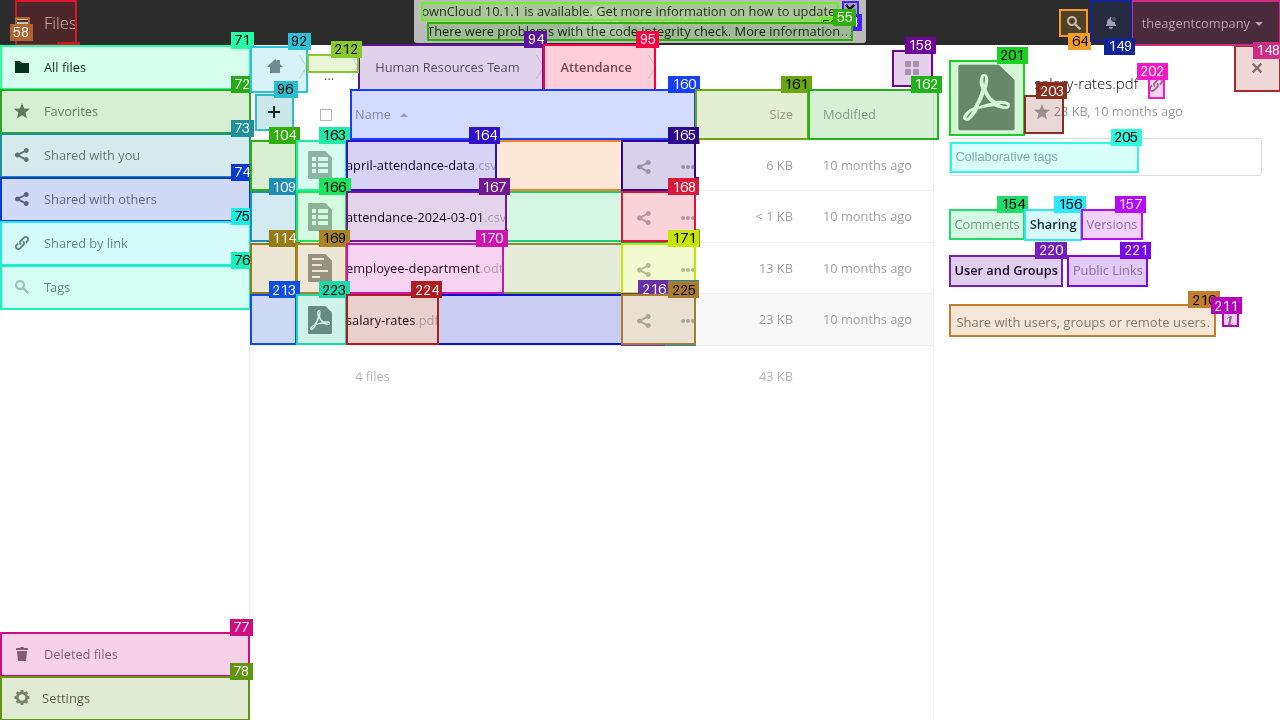 Files
ownCloud 10.1.1 is available. Get more information on how to update
There were problems with the code integrity check. More information...
theagentcompany
58
55
64
149
148
71
All files
72
Favorites
73
Shared with you
74
Shared with others
75
Shared by link
76
Tags
77
Deleted files
78
Settings
92
212
...
94
Human Resources Team
95
Attendance
158
96
160
Name
161
Size
162
Modified
104
163
164
april-attendance-data.csv
165
6 KB
10 months ago
109
166
167
attendance-2024-03-01.csv
168
< 1 KB
10 months ago
114
169
170
employee-department.odt
171
13 KB
10 months ago
213
223
224
salary-rates.pdf
216
225
23 KB
10 months ago
4 files
43 KB
201
202
salary-rates.pdf
203
23 KB, 10 months ago
205
Collaborative tags
154
Comments
156
Sharing
157
Versions
220
User and Groups
221
Public Links
210
Share with users, groups or remote users.
211